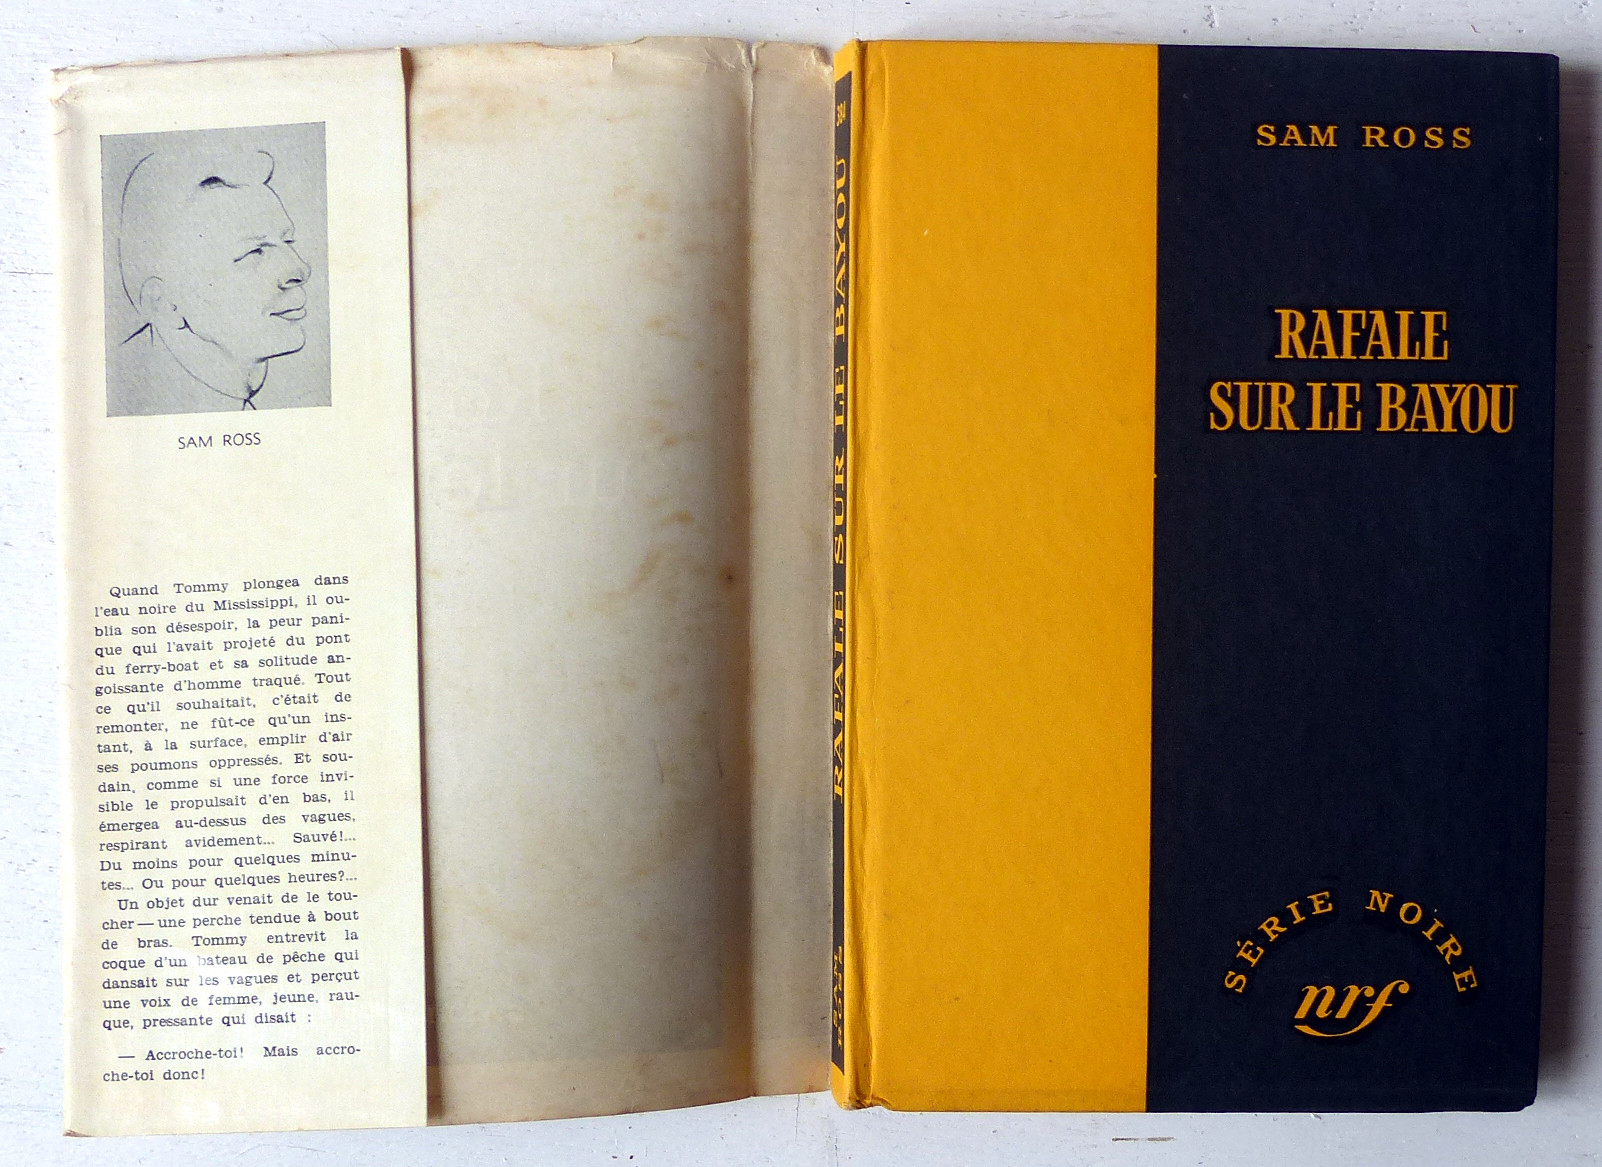 SAM ROSS
Quand Tommy plongea dans
l'eau noire du Mississippi, il ou-
blia son désespoir, la peur pani-
que qui l'avait projeté du pont
du ferry-boat et sa solitude an-
goissante d'homme traqué. Tout
ce qu'il souhaitait, c'était de
remonter, ne fût-ce qu'un ins-
tant, à la surface, emplir d'air
ses poumons oppressés. Et sou-
dain, comme si une force invi-
sible le propulsait d'en bas, il
émergea au-dessus des vagues,
respirant avidement... Sauvé!...
Du moins pour quelques minu-
tes... Ou pour quelques heures?...
Un objet dur venait de le tou-
cher — une perche tendue à bout
de bras. Tommy entrevit la
coque d'un bateau de pêche qui
dansait sur les vagues et perçut
une voix de femme, jeune, rau-
que, pressante qui disait :
— Accroche-toi! Mais accro-
che-toi donc!
384
RAFALE SUR LE BAYOU
SAM
ROSS
SAM ROSS
RAFALE
SUR LE BAYOU
SÉRIE NOIRE
nrf